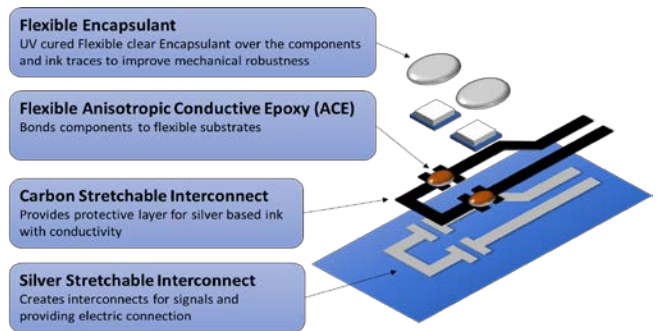 Flexible Encapsulant
UV cured Flexible clear Encapsulant over the components
and ink traces to improve mechanical robustness
Flexible Anisotropic Conductive Epoxy (ACE)
Bonds components to flexible substrates
Carbon Stretchable Interconnect
Provides protective layer for silver based ink
with conductivity
Silver Stretchable Interconnect
Creates interconnects for signals and
providing electric connection